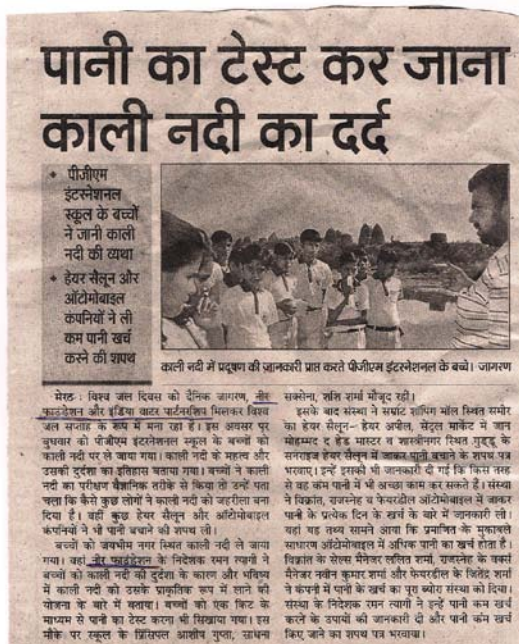 पानी का टेस्ट कर जाना
काली नदी का दर्द
✦ पीजीएम
इंटरनेशनल
स्कूल के बच्चों
ने जानी काली
नदी की व्यथा
✦ हेयर सैलून और
ऑटोमोबाइल
कंपनियों ने ली
कम पानी खर्च
करने की शपथ
काली नदी में प्रदूषण की जानकारी प्राप्त करते पीजीएम इंटरनेशनल के बच्चे। जागरण
मेरठ : विश्व जल दिवस को दैनिक जागरण, नीर
फाउंडेशन और इंडिया वाटर पार्टनरशिप मिलकर विश्व
जल सप्ताह के रूप में मना रहा है। इस अवसर पर
बुधवार को पीजीएम इंटरनेशनल स्कूल के बच्चों को
काली नदी पर ले जाया गया। काली नदी के महत्व और
उसकी दुर्दशा का इतिहास बताया गया। बच्चों ने काली
नदी का परीक्षण वैज्ञानिक तरीके से किया तो उन्हें पता
चला कि कैसे कुछ लोगों ने काली नदी को जहरीला बना
दिया है। वहीं कुछ हेयर सैलून और ऑटोमोबाइल
कंपनियों ने भी पानी बचाने की शपथ ली।
बच्चों को जयभीम नगर स्थित काली नदी ले जाया
गया। वहां नीर फाउंडेशन के निदेशक रमन त्यागी ने
बच्चों को काली नदी की दुर्दशा के कारण और भविष्य
में काली नदी को उसके प्राकृतिक रूप में लाने की
योजना के बारे में बताया। बच्चों को एक किट के
माध्यम से पानी का टेस्ट करना भी सिखाया गया। इस
मौके पर स्कूल के प्रिंसिपल आशीष गुप्ता, साधना
सक्सेना, शशि शर्मा मौजूद रहीं।
इसके बाद संस्था ने सम्राट शॉपिंग मॉल स्थित समीर
का हेयर सैलून- हेयर अपील, सेंट्रल मार्केट में जान
मोहम्मद द हेड मास्टर व शास्त्रीनगर स्थित गुड्डू के
सनराइज हेयर सैलून में जाकर पानी बचाने के शपथ पत्र
भरवाए। इन्हें इसकी भी जानकारी दी गई कि किस तरह
से वह कम पानी में भी अच्छा काम कर सकते हैं। संस्था
ने विक्रांत, राजस्नेह व फेयरडील ऑटोमोबाइल में जाकर
पानी के प्रत्येक दिन के खर्च के बारे में जानकारी ली।
यहां यह तथ्य सामने आया कि प्रमाणित के मुकाबले
साधारण ऑटोमोबाइल में अधिक पानी का खर्च होता है।
विक्रांत के सेल्स मैनेजर ललित शर्मा, राजस्नेह के वर्क्स
मैनेजर नवीन कुमार शर्मा और फेयरडील के जितेंद्र शर्मा
ने कंपनी में पानी के खर्च का पूरा ब्योरा संस्था को दिया।
संस्था के निदेशक रमन त्यागी ने इन्हें पानी कम खर्च
करने के उपायों की जानकारी दी और पानी कम खर्च
किए जाने का शपथ पत्र भरवाया।